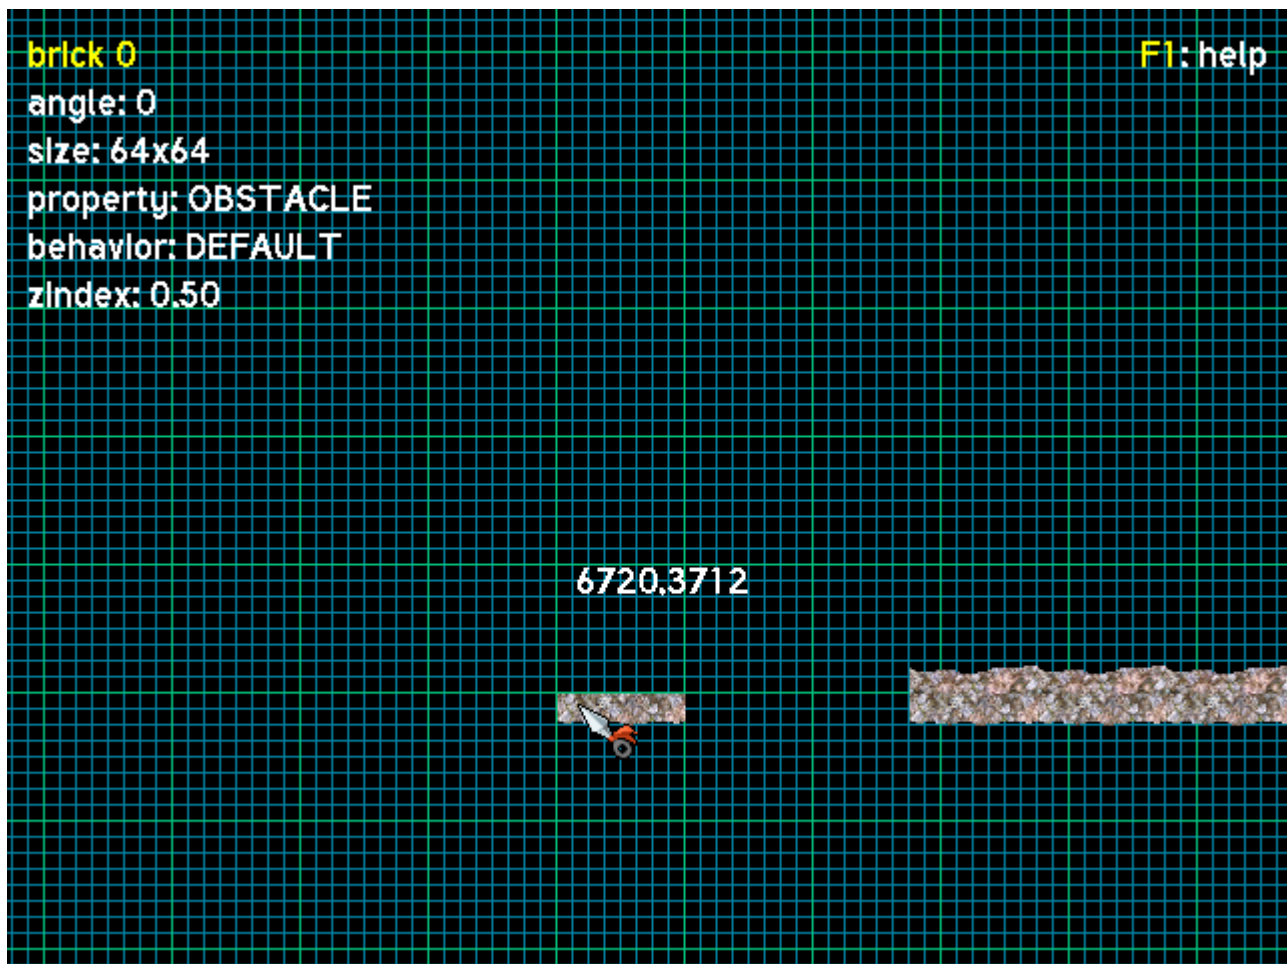 brick 0
F1: help
angle: 0
size: 64x64
property: OBSTACLE
behavior: DEFAULT
zindex: 0.50
6720,3712